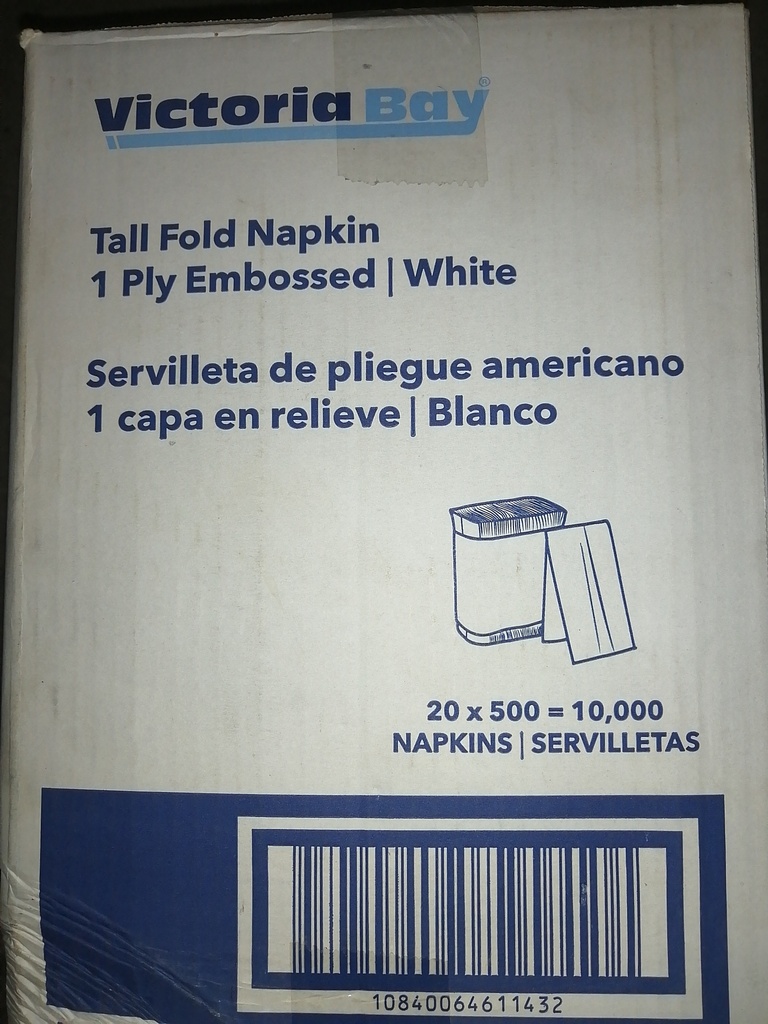 Victoria Bay®
Tall Fold Napkin
1 Ply Embossed | White
Servilleta de pliegue americano
1 capa en relieve | Blanco
20 x 500 = 10,000
NAPKINS | SERVILLETAS
10840064611432